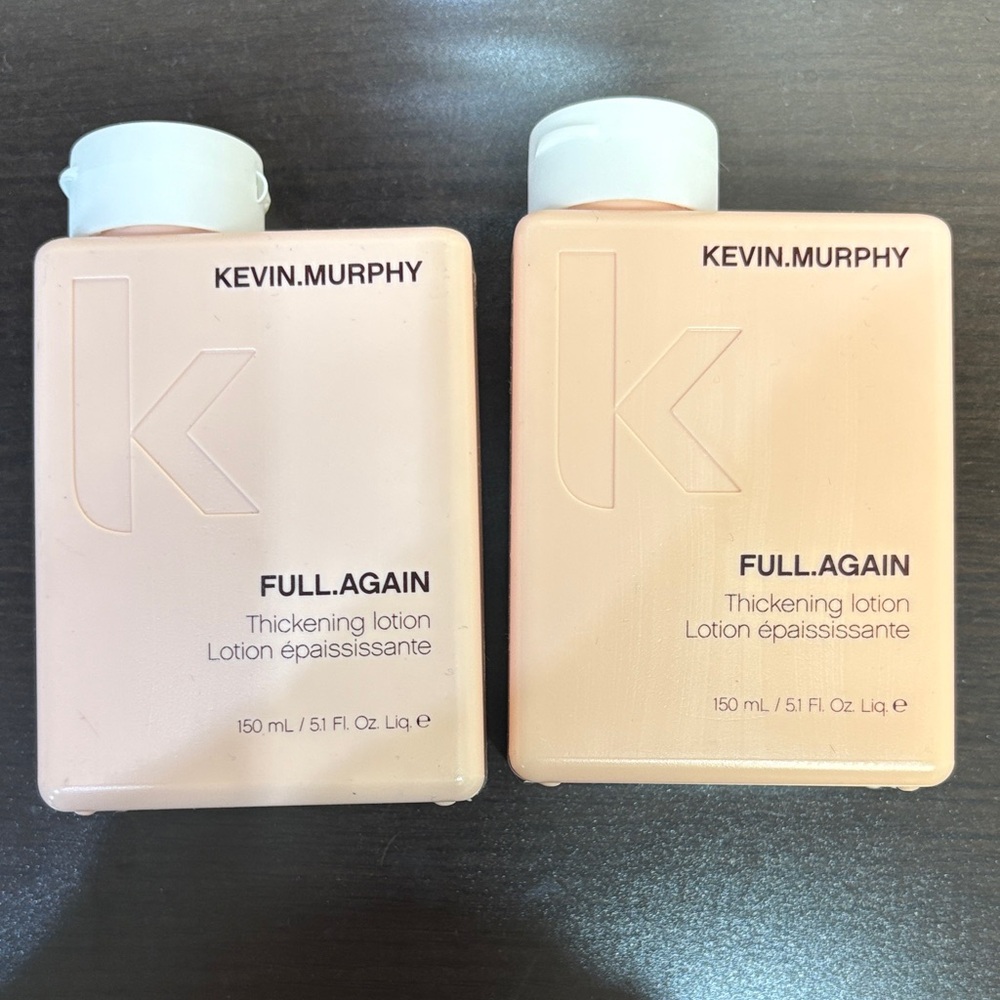 KEVIN.MURPHY
FULL.AGAIN
Thickening lotion
Lotion épaississante
150 mL / 5.1 Fl. Oz. Liq. ℮
KEVIN.MURPHY
FULL.AGAIN
Thickening lotion
Lotion épaississante
150 mL / 5.1 Fl. Oz. Liq. ℮